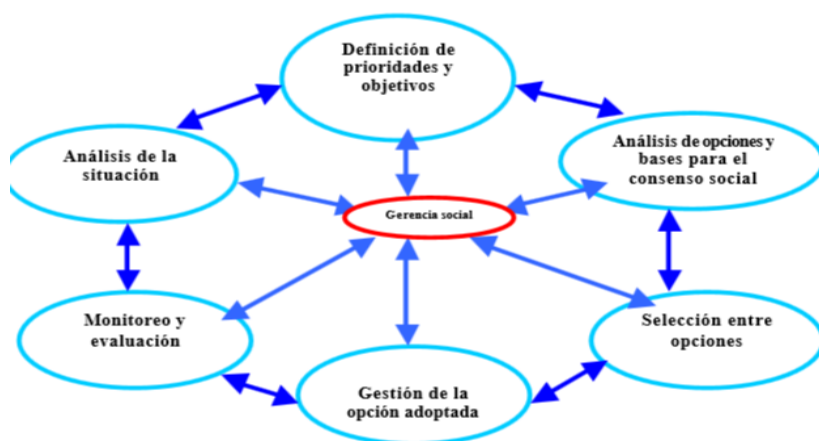 Definición de
prioridades y
objetivos
Análisis de la
situación
Análisis de opciones y
bases para el
consenso social
Gerencia social
Monitoreo y
evaluación
Selección entre
opciones
Gestión de la
opción adoptada